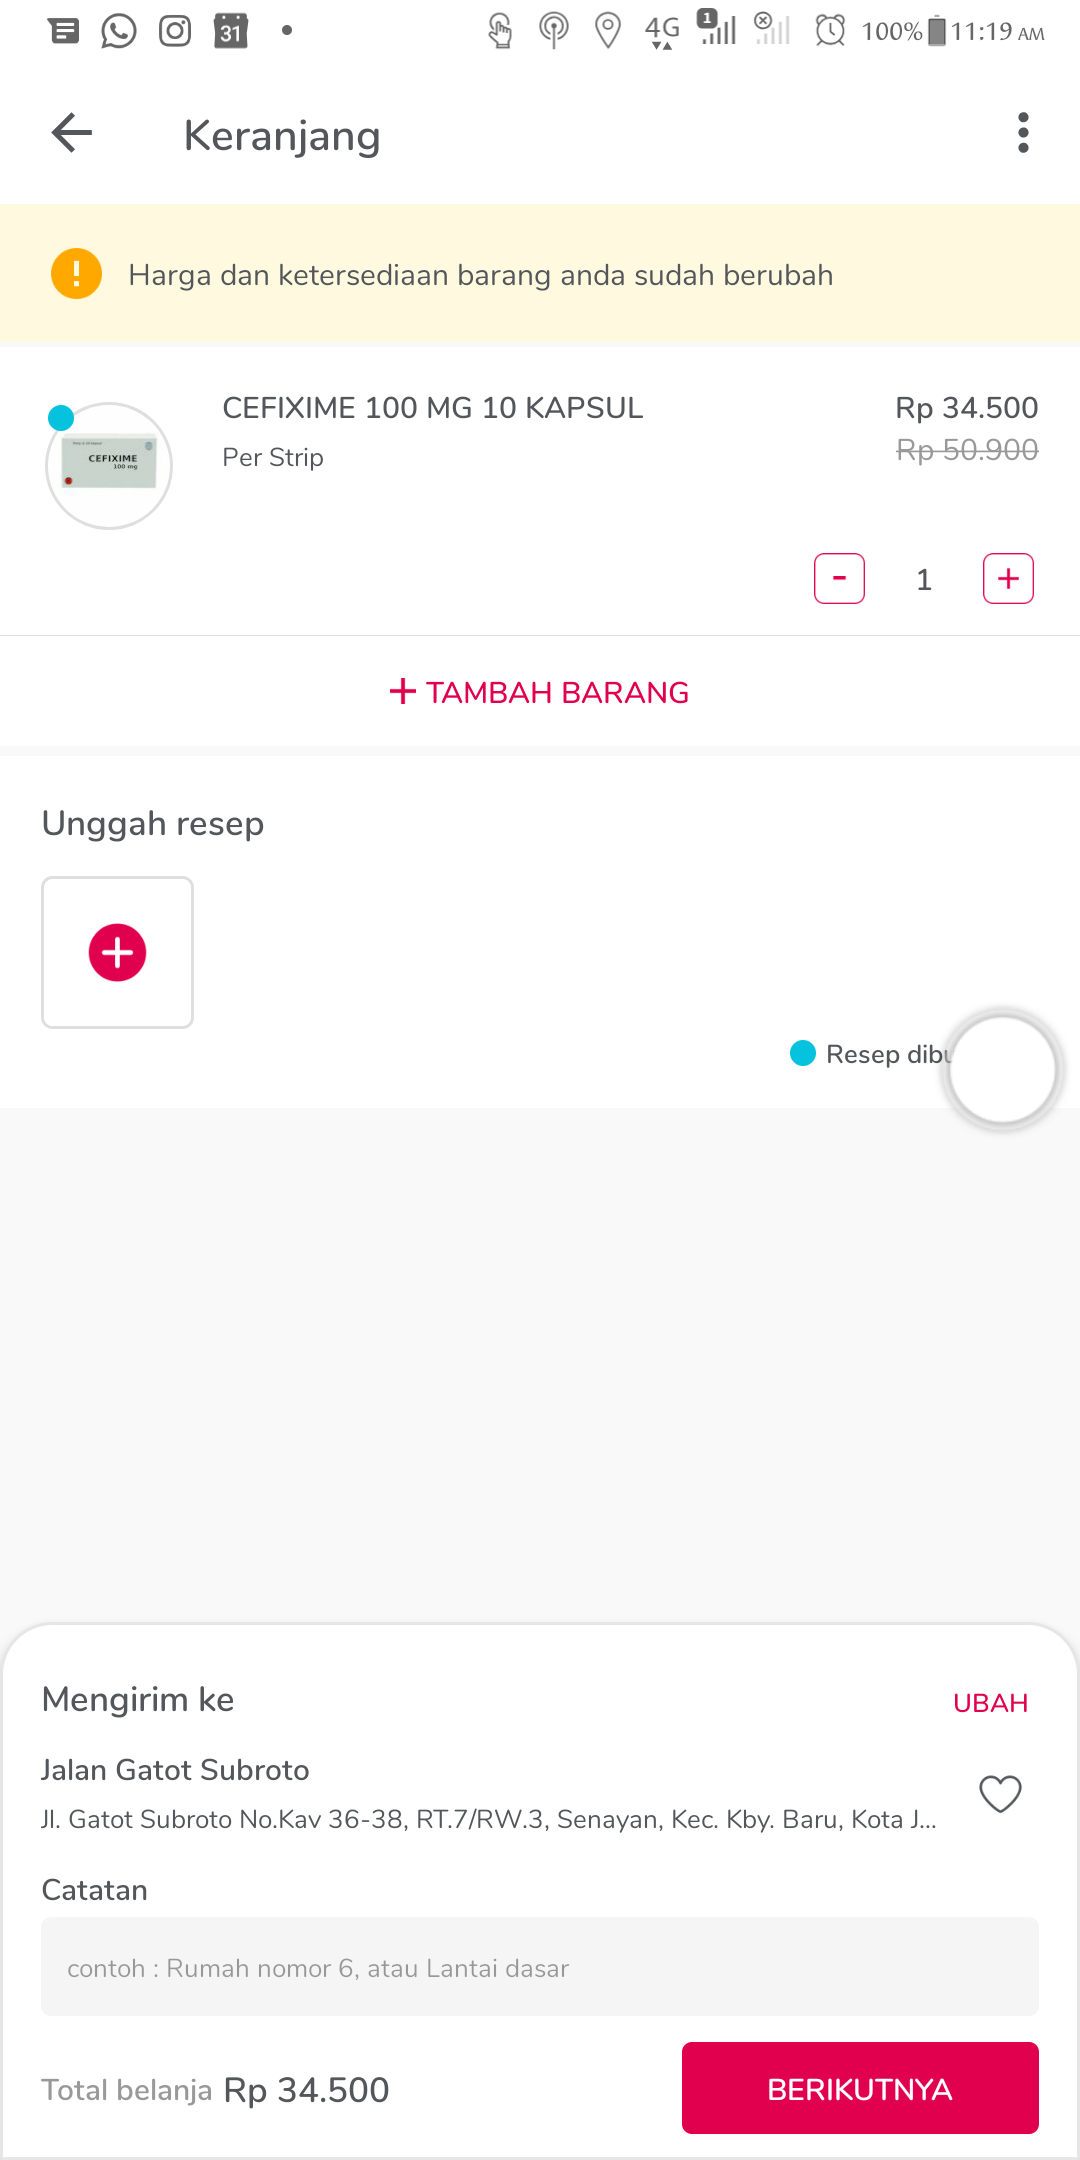 31
4G
1
100%
11:19 AM
Keranjang
Harga dan ketersediaan barang anda sudah berubah
CEFIXIME 100 MG 10 KAPSUL
Rp 34.500
Per Strip
Rp 50.900
CEFIXIME
100 mg
- 1 +
+ TAMBAH BARANG
Unggah resep
Resep
Mengirim ke
UBAH
Jalan Gatot Subroto
Jl. Gatot Subroto No.Kav 36-38, RT.7/RW.3, Senayan, Kec. Kby. Baru, Kota J...
Catatan
contoh : Rumah nomor 6, atau Lantai dasar
Total belanja Rp 34.500
BERIKUTNYA